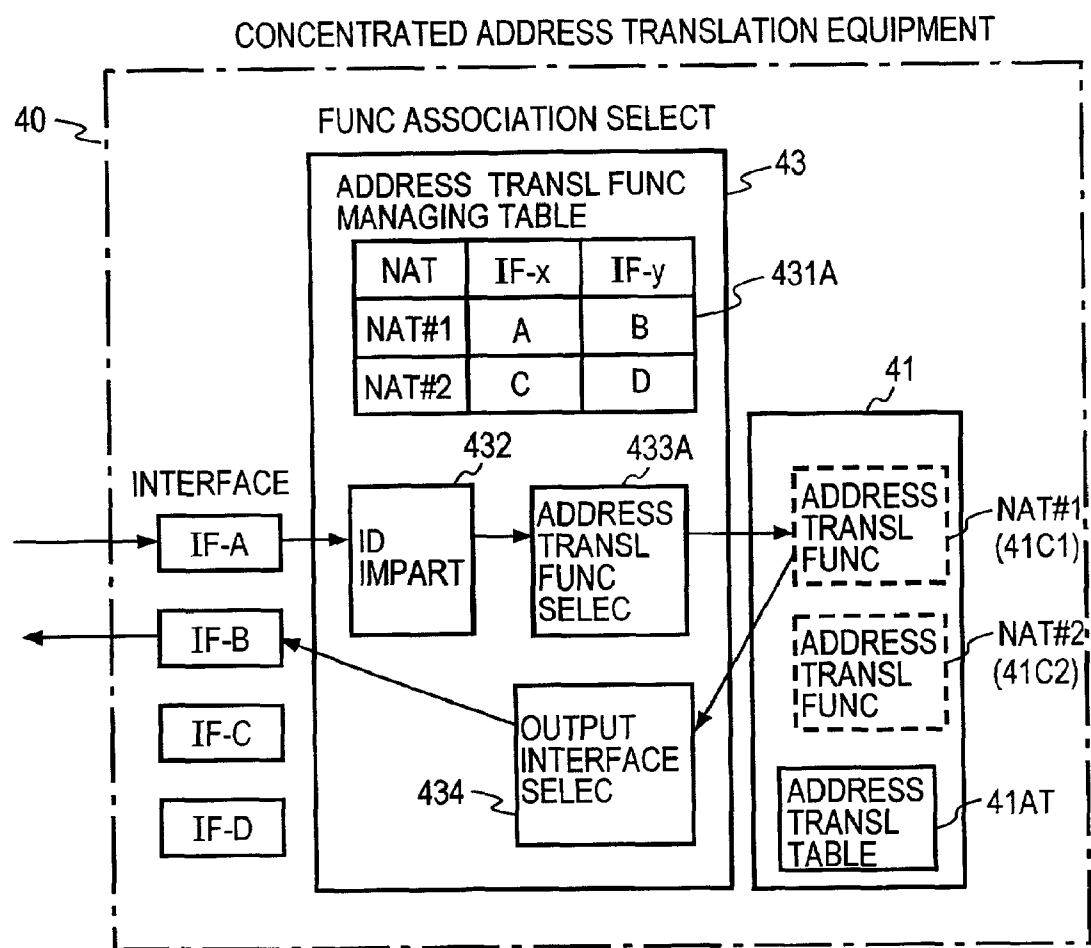 CONCENTRATED ADDRESS TRANSLATION EQUIPMENT
40
FUNC ASSOCIATION SELECT
43
ADDRESS TRANSL FUNC
MANAGING TABLE
NAT IF-x IF-y
431A
NAT#1 A B
NAT#2 C D
41
432
433A
INTERFACE
IF-A
ID
IMPART
ADDRESS
TRANSL
FUNC
SELEC
ADDRESS
TRANSL
FUNC
NAT#1
(41C1)
IF-B
ADDRESS
TRANSL
FUNC
NAT#2
(41C2)
IF-C
OUTPUT
INTERFACE
SELEC
434
IF-D
ADDRESS
TRANSL
TABLE
41AT